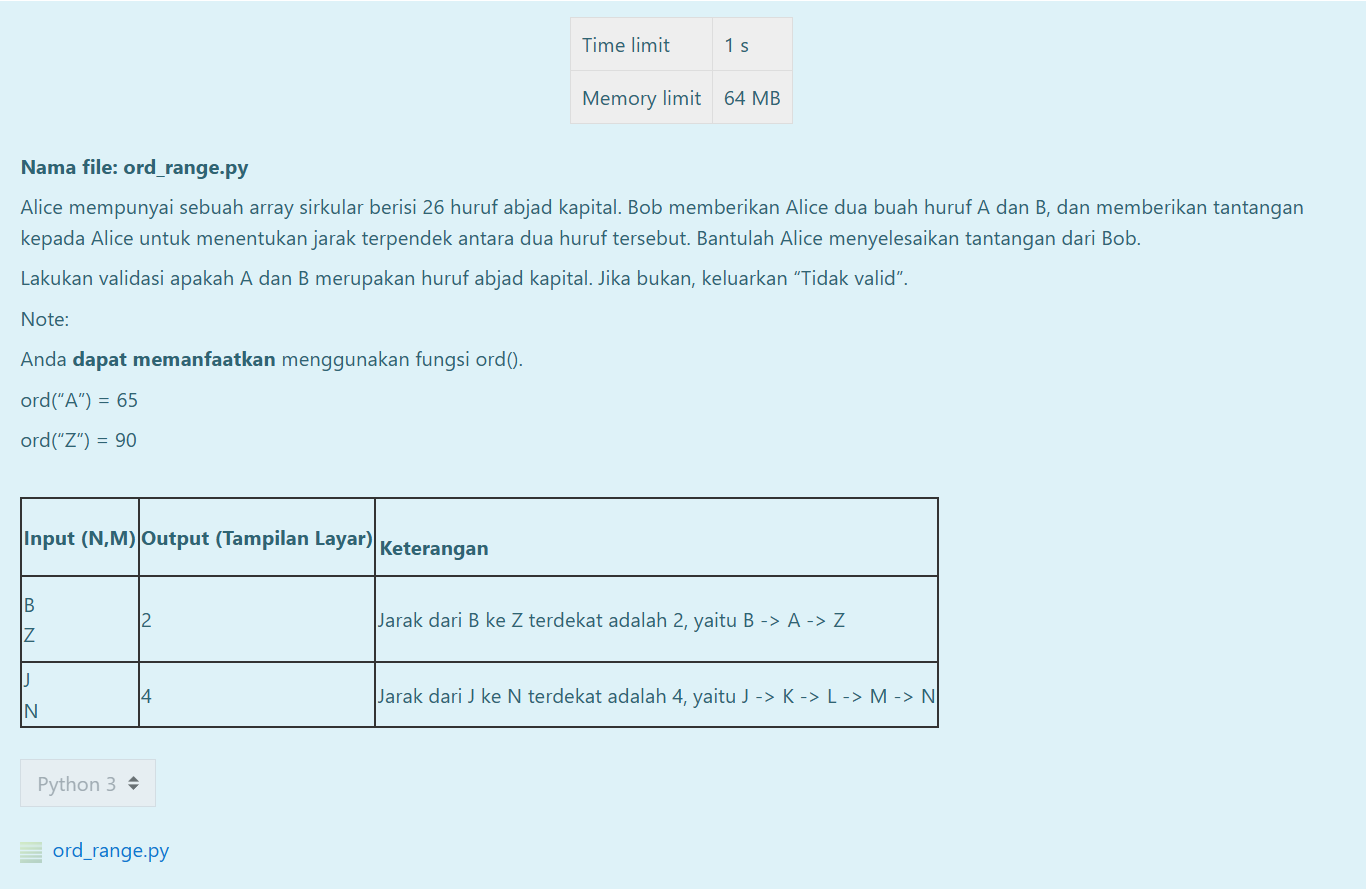 Time limit 1 s
Memory limit 64 MB
Nama file: ord_range.py
Alice mempunyai sebuah array sirkular berisi 26 huruf abjad kapital. Bob memberikan Alice dua buah huruf A dan B, dan memberikan tantangan
kepada Alice untuk menentukan jarak terpendek antara dua huruf tersebut. Bantulah Alice menyelesaikan tantangan dari Bob.
Lakukan validasi apakah A dan B merupakan huruf abjad kapital. Jika bukan, keluarkan “Tidak valid”.
Note:
Anda dapat memanfaatkan menggunakan fungsi ord().
ord(“A”) = 65
ord(“Z”) = 90
Input (N,M) Output (Tampilan Layar) Keterangan
B
Z
2
Jarak dari B ke Z terdekat adalah 2, yaitu B -> A -> Z
J
N
4
Jarak dari J ke N terdekat adalah 4, yaitu J -> K -> L -> M -> N
Python 3
ord_range.py